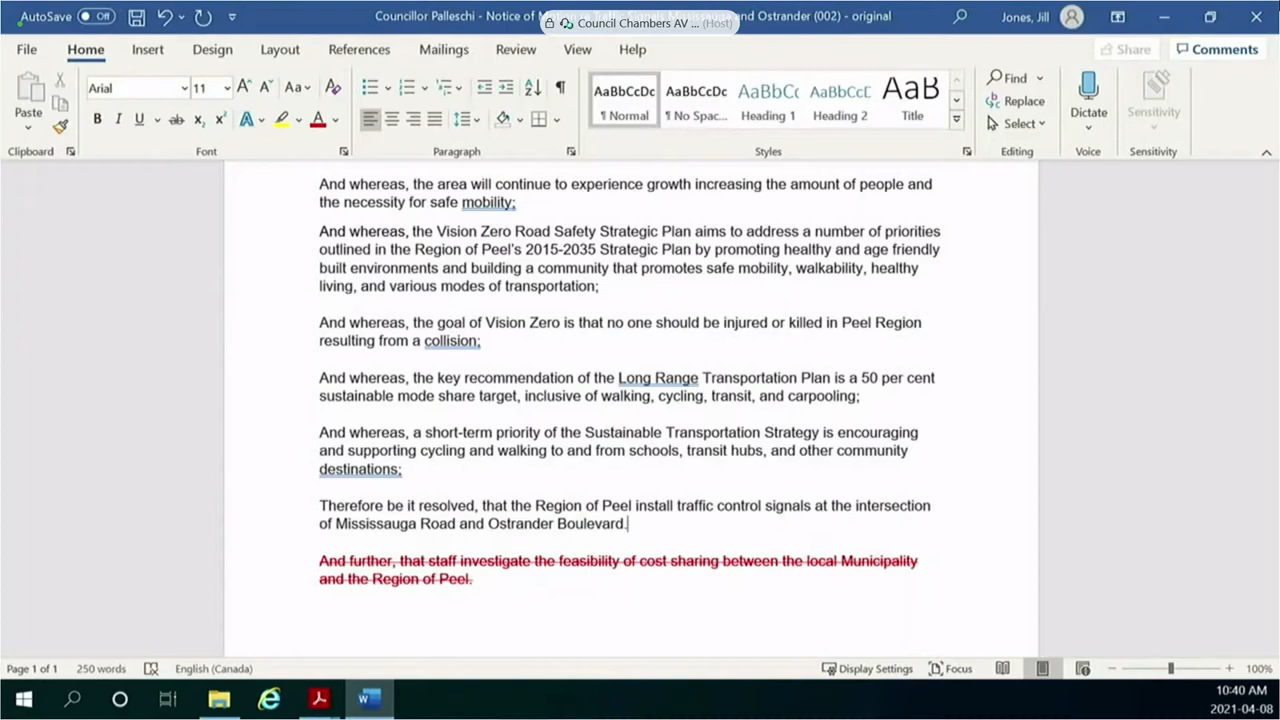 AutoSave Off Councillor Palleschi - Notice of and Ostrander (002) - original Jones, Jill
Council Chambers AV ... (Host)
File Home Insert Design Layout References Mailings Review View Help Share Comments
Arial 11 Aa
Paste
AaBbCcDc AaBbCcDc AaBbCc AaBbCcD AaB
¶ Normal ¶ No Spac... Heading 1 Heading 2 Title
Find
Replace
Select
Dictate
Sensitivity
Clipboard Font Paragraph Styles Editing Voice Sensitivity
And whereas, the area will continue to experience growth increasing the amount of people and
the necessity for safe mobility;
And whereas, the Vision Zero Road Safety Strategic Plan aims to address a number of priorities
outlined in the Region of Peel's 2015-2035 Strategic Plan by promoting healthy and age friendly
built environments and building a community that promotes safe mobility, walkability, healthy
living, and various modes of transportation;
And whereas, the goal of Vision Zero is that no one should be injured or killed in Peel Region
resulting from a collision;
And whereas, the key recommendation of the Long Range Transportation Plan is a 50 per cent
sustainable mode share target, inclusive of walking, cycling, transit, and carpooling;
And whereas, a short-term priority of the Sustainable Transportation Strategy is encouraging
and supporting cycling and walking to and from schools, transit hubs, and other community
destinations;
Therefore be it resolved, that the Region of Peel install traffic control signals at the intersection
of Mississauga Road and Ostrander Boulevard.
And further, that staff investigate the feasibility of cost sharing between the local Municipality
and the Region of Peel.
Page 1 of 1 250 words English (Canada) Display Settings Focus 100%
10:40 AM
2021-04-08